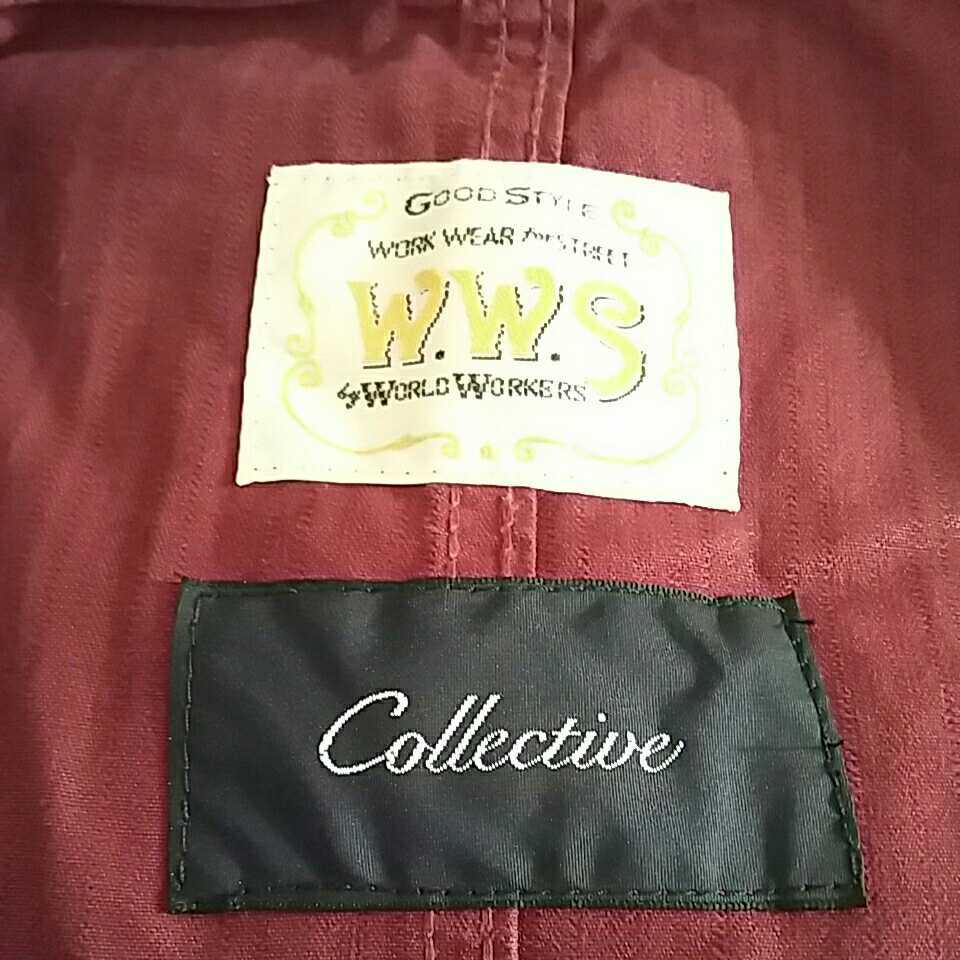 GOOD STYLE
WORK WEAR for STREET
W.W.S
by WORLD WORKERS
Collective